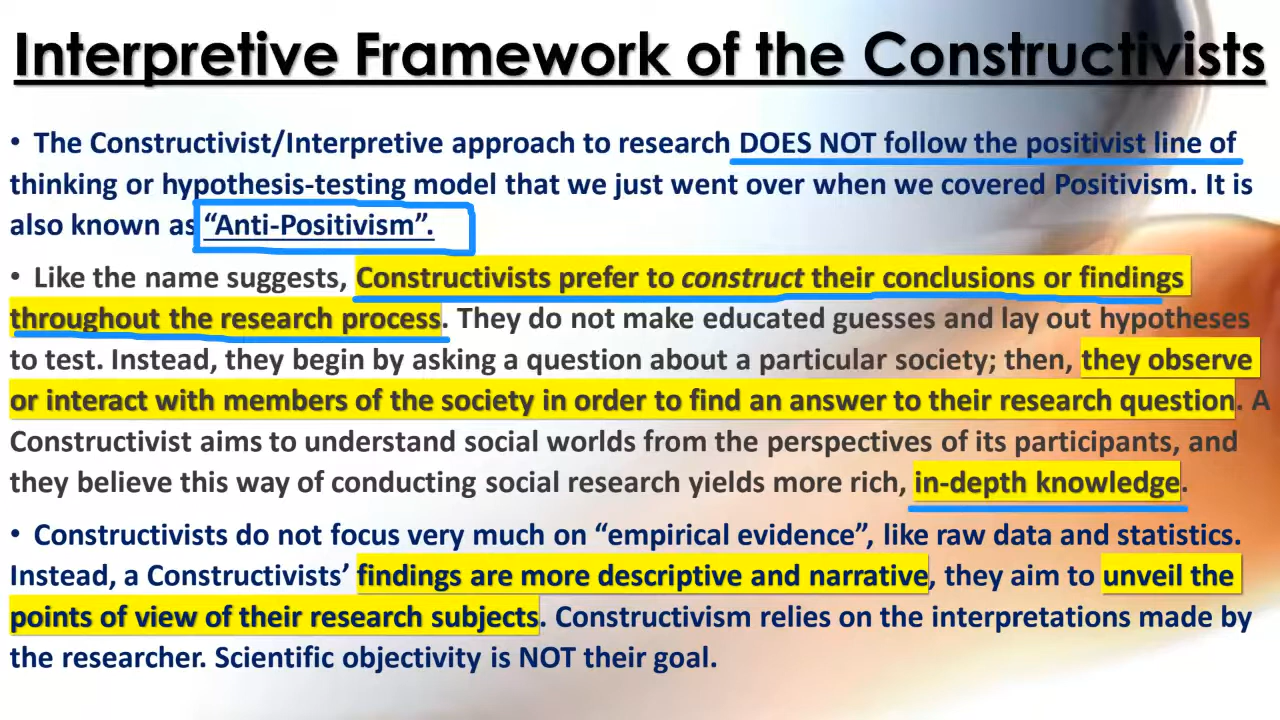 Interpretive Framework of the Constructivists
• The Constructivist/Interpretive approach to research DOES NOT follow the positivist line of
thinking or hypothesis-testing model that we just went over when we covered Positivism. It is
also known as “Anti-Positivism”.
• Like the name suggests, Constructivists prefer to construct their conclusions or findings
throughout the research process. They do not make educated guesses and lay out hypotheses
to test. Instead, they begin by asking a question about a particular society; then, they observe
or interact with members of the society in order to find an answer to their research question. A
Constructivist aims to understand social worlds from the perspectives of its participants, and
they believe this way of conducting social research yields more rich, in-depth knowledge.
• Constructivists do not focus very much on “empirical evidence”, like raw data and statistics.
Instead, a Constructivists’ findings are more descriptive and narrative, they aim to unveil the
points of view of their research subjects. Constructivism relies on the interpretations made by
the researcher. Scientific objectivity is NOT their goal.